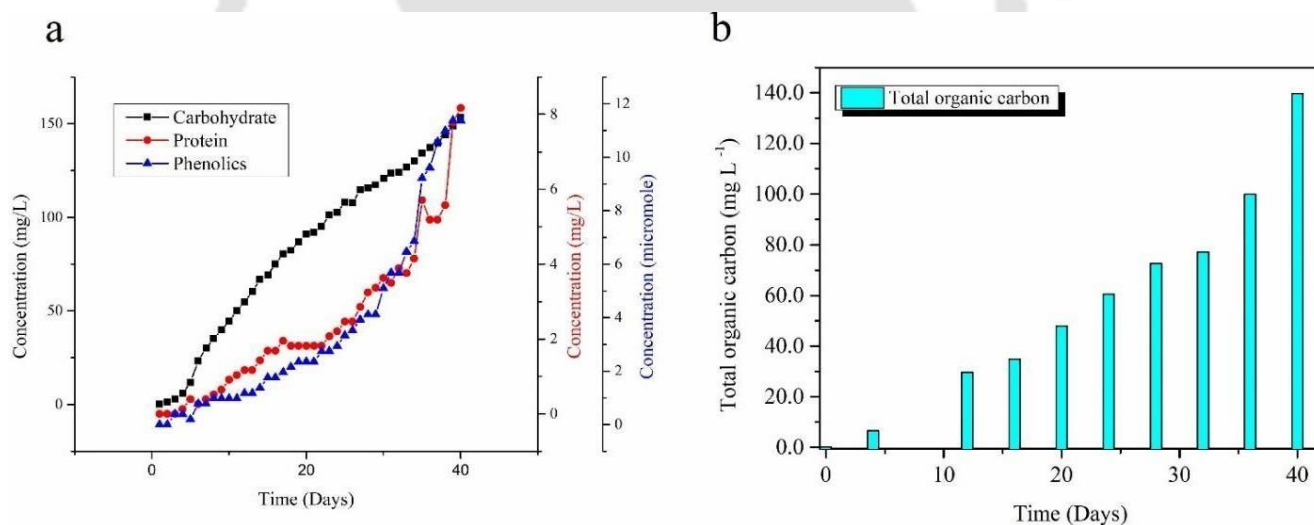 a
Carbohydrate
Protein
Phenolics
Concentration (mg/L)
150
100
50
0
0
20
40
Time (Days)
8
6
4
2
0
Concentration (mg/L)
12
10
8
6
4
2
0
Concentration (micromole)
b
Total organic carbon
Total organic carbon (mg L ⁻¹)
140.0
120.0
100.0
80.0
60.0
40.0
20.0
0.0
0
10
20
30
40
Time (Days)